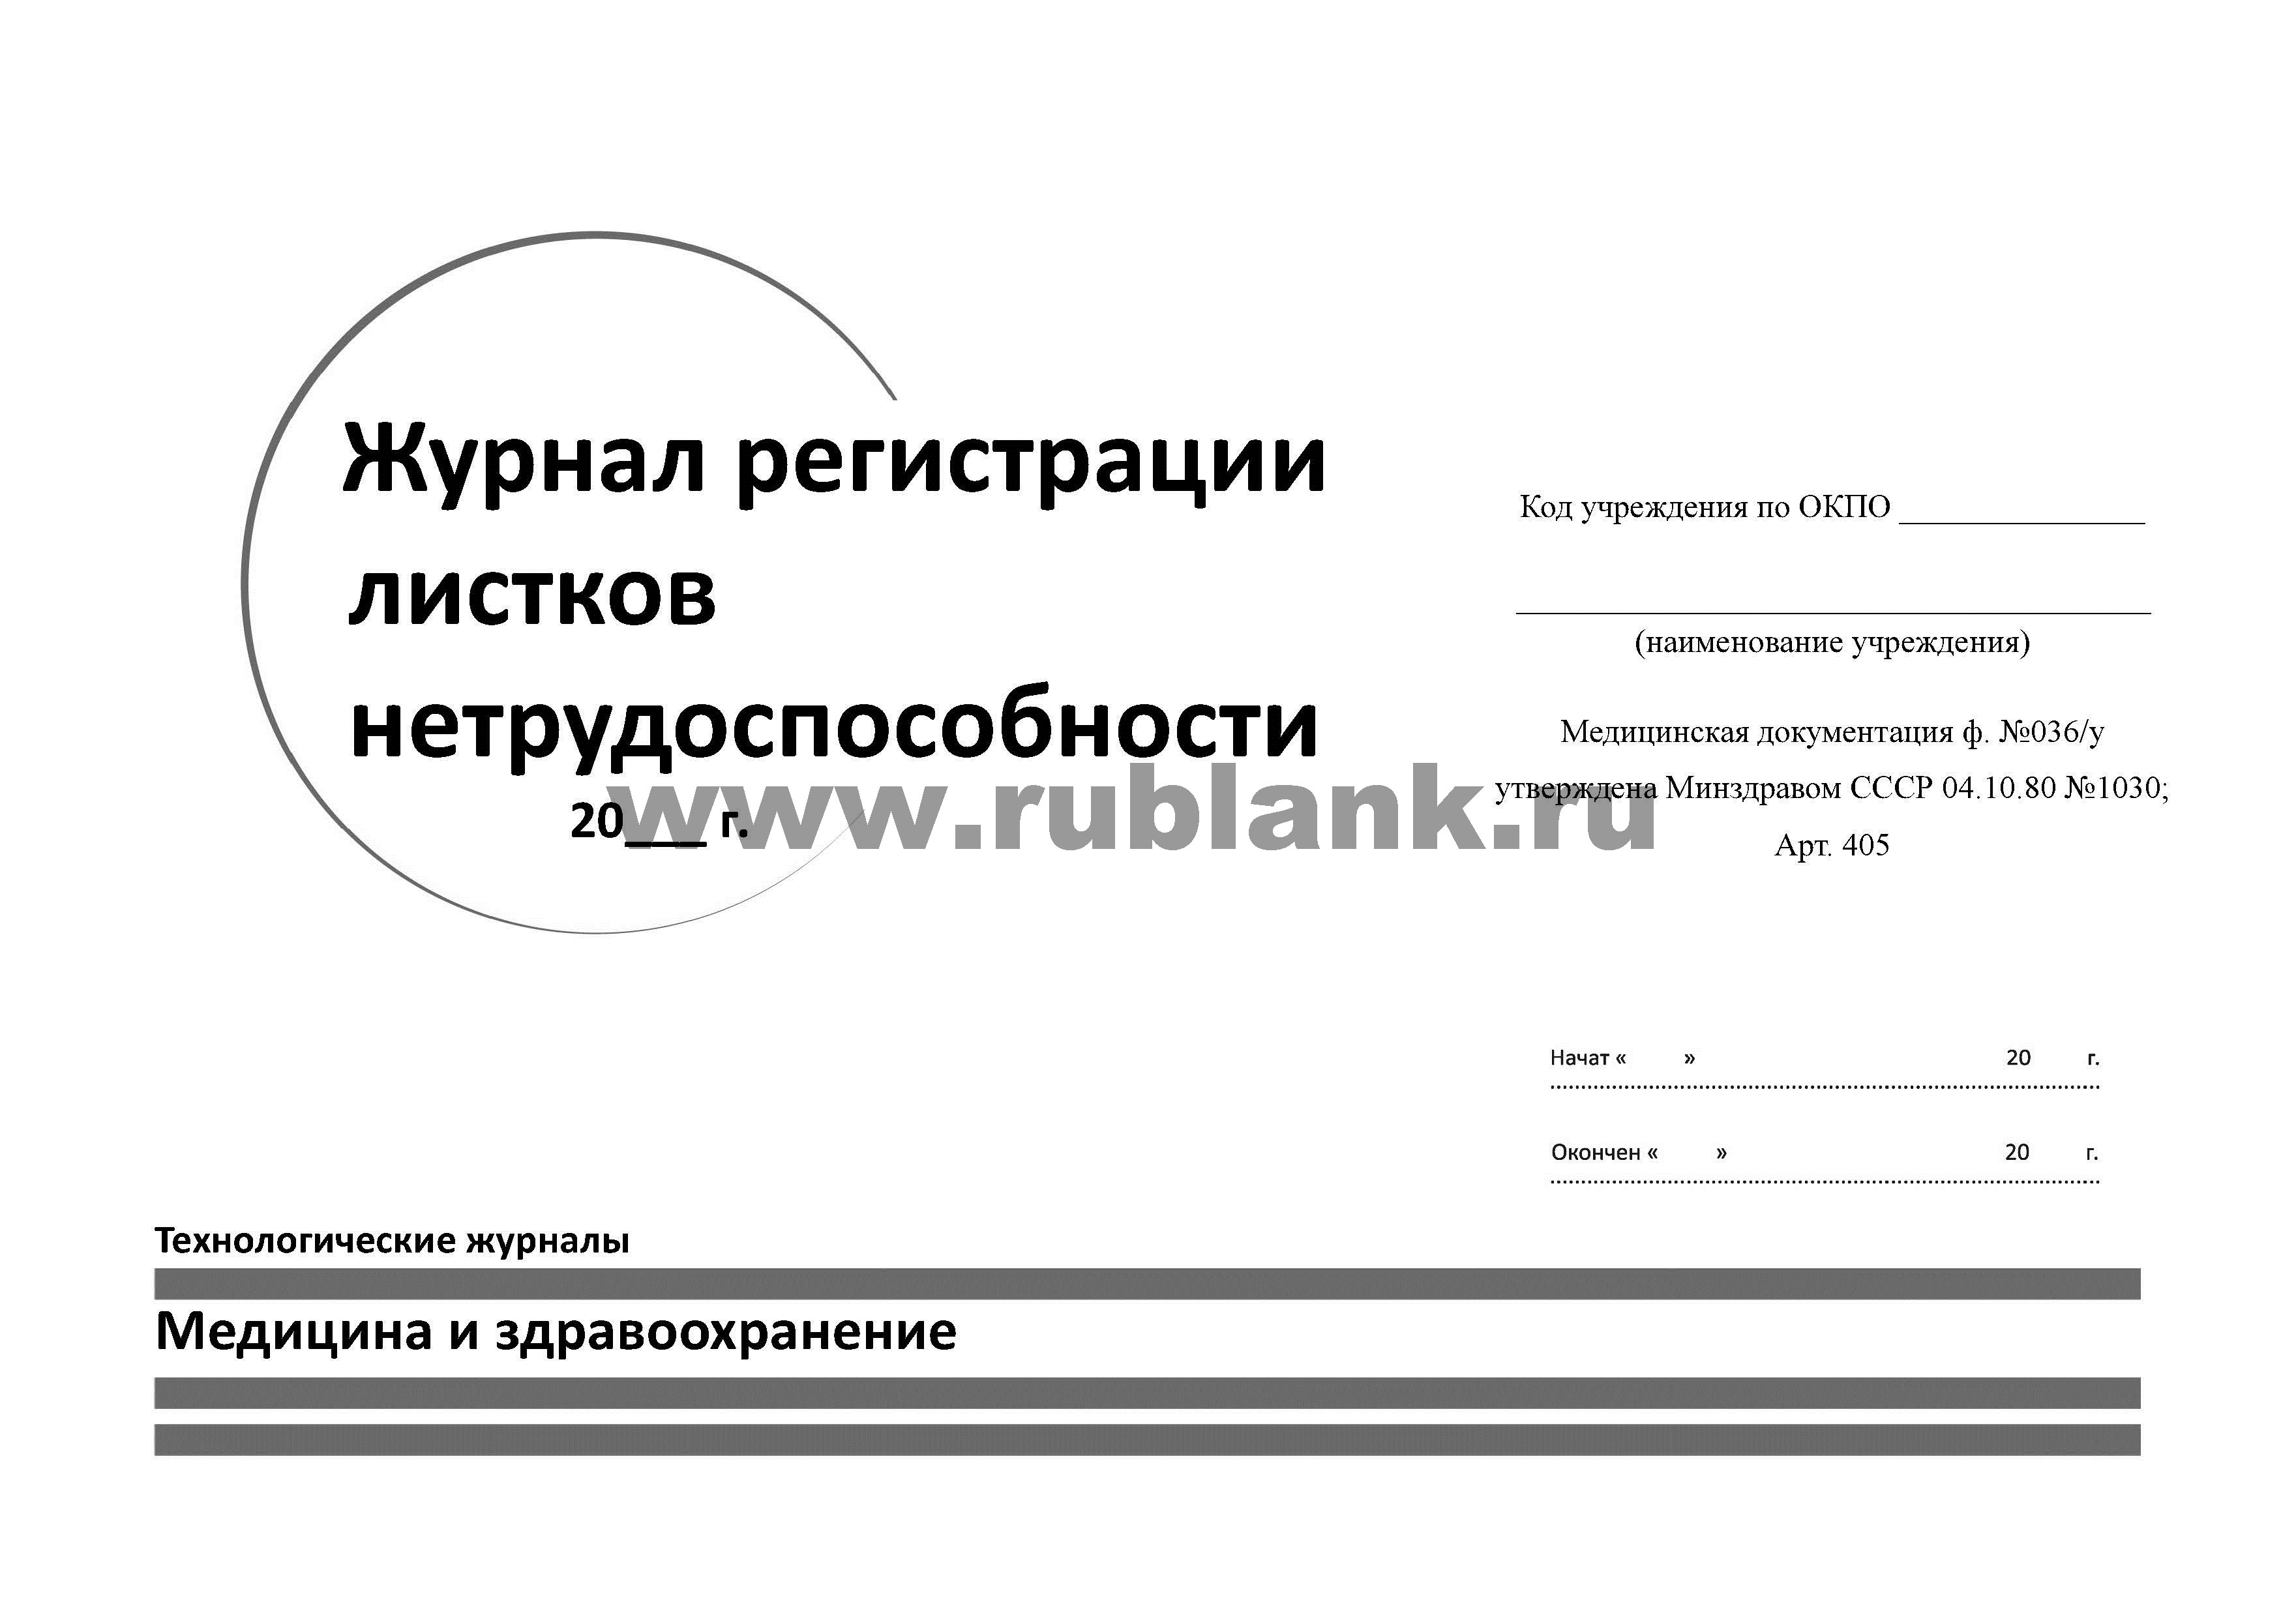 Журнал регистрации
листков
нетрудоспособности
20___ г.
www.rublank.ru
Код учреждения по ОКПО _______________
(наименование учреждения)
Медицинская документация ф. №036/у
утверждена Минздравом СССР 04.10.80 №1030;
Арт. 405
Начат « » 20 г.
Окончен « » 20 г.
Технологические журналы
Медицина и здравоохранение